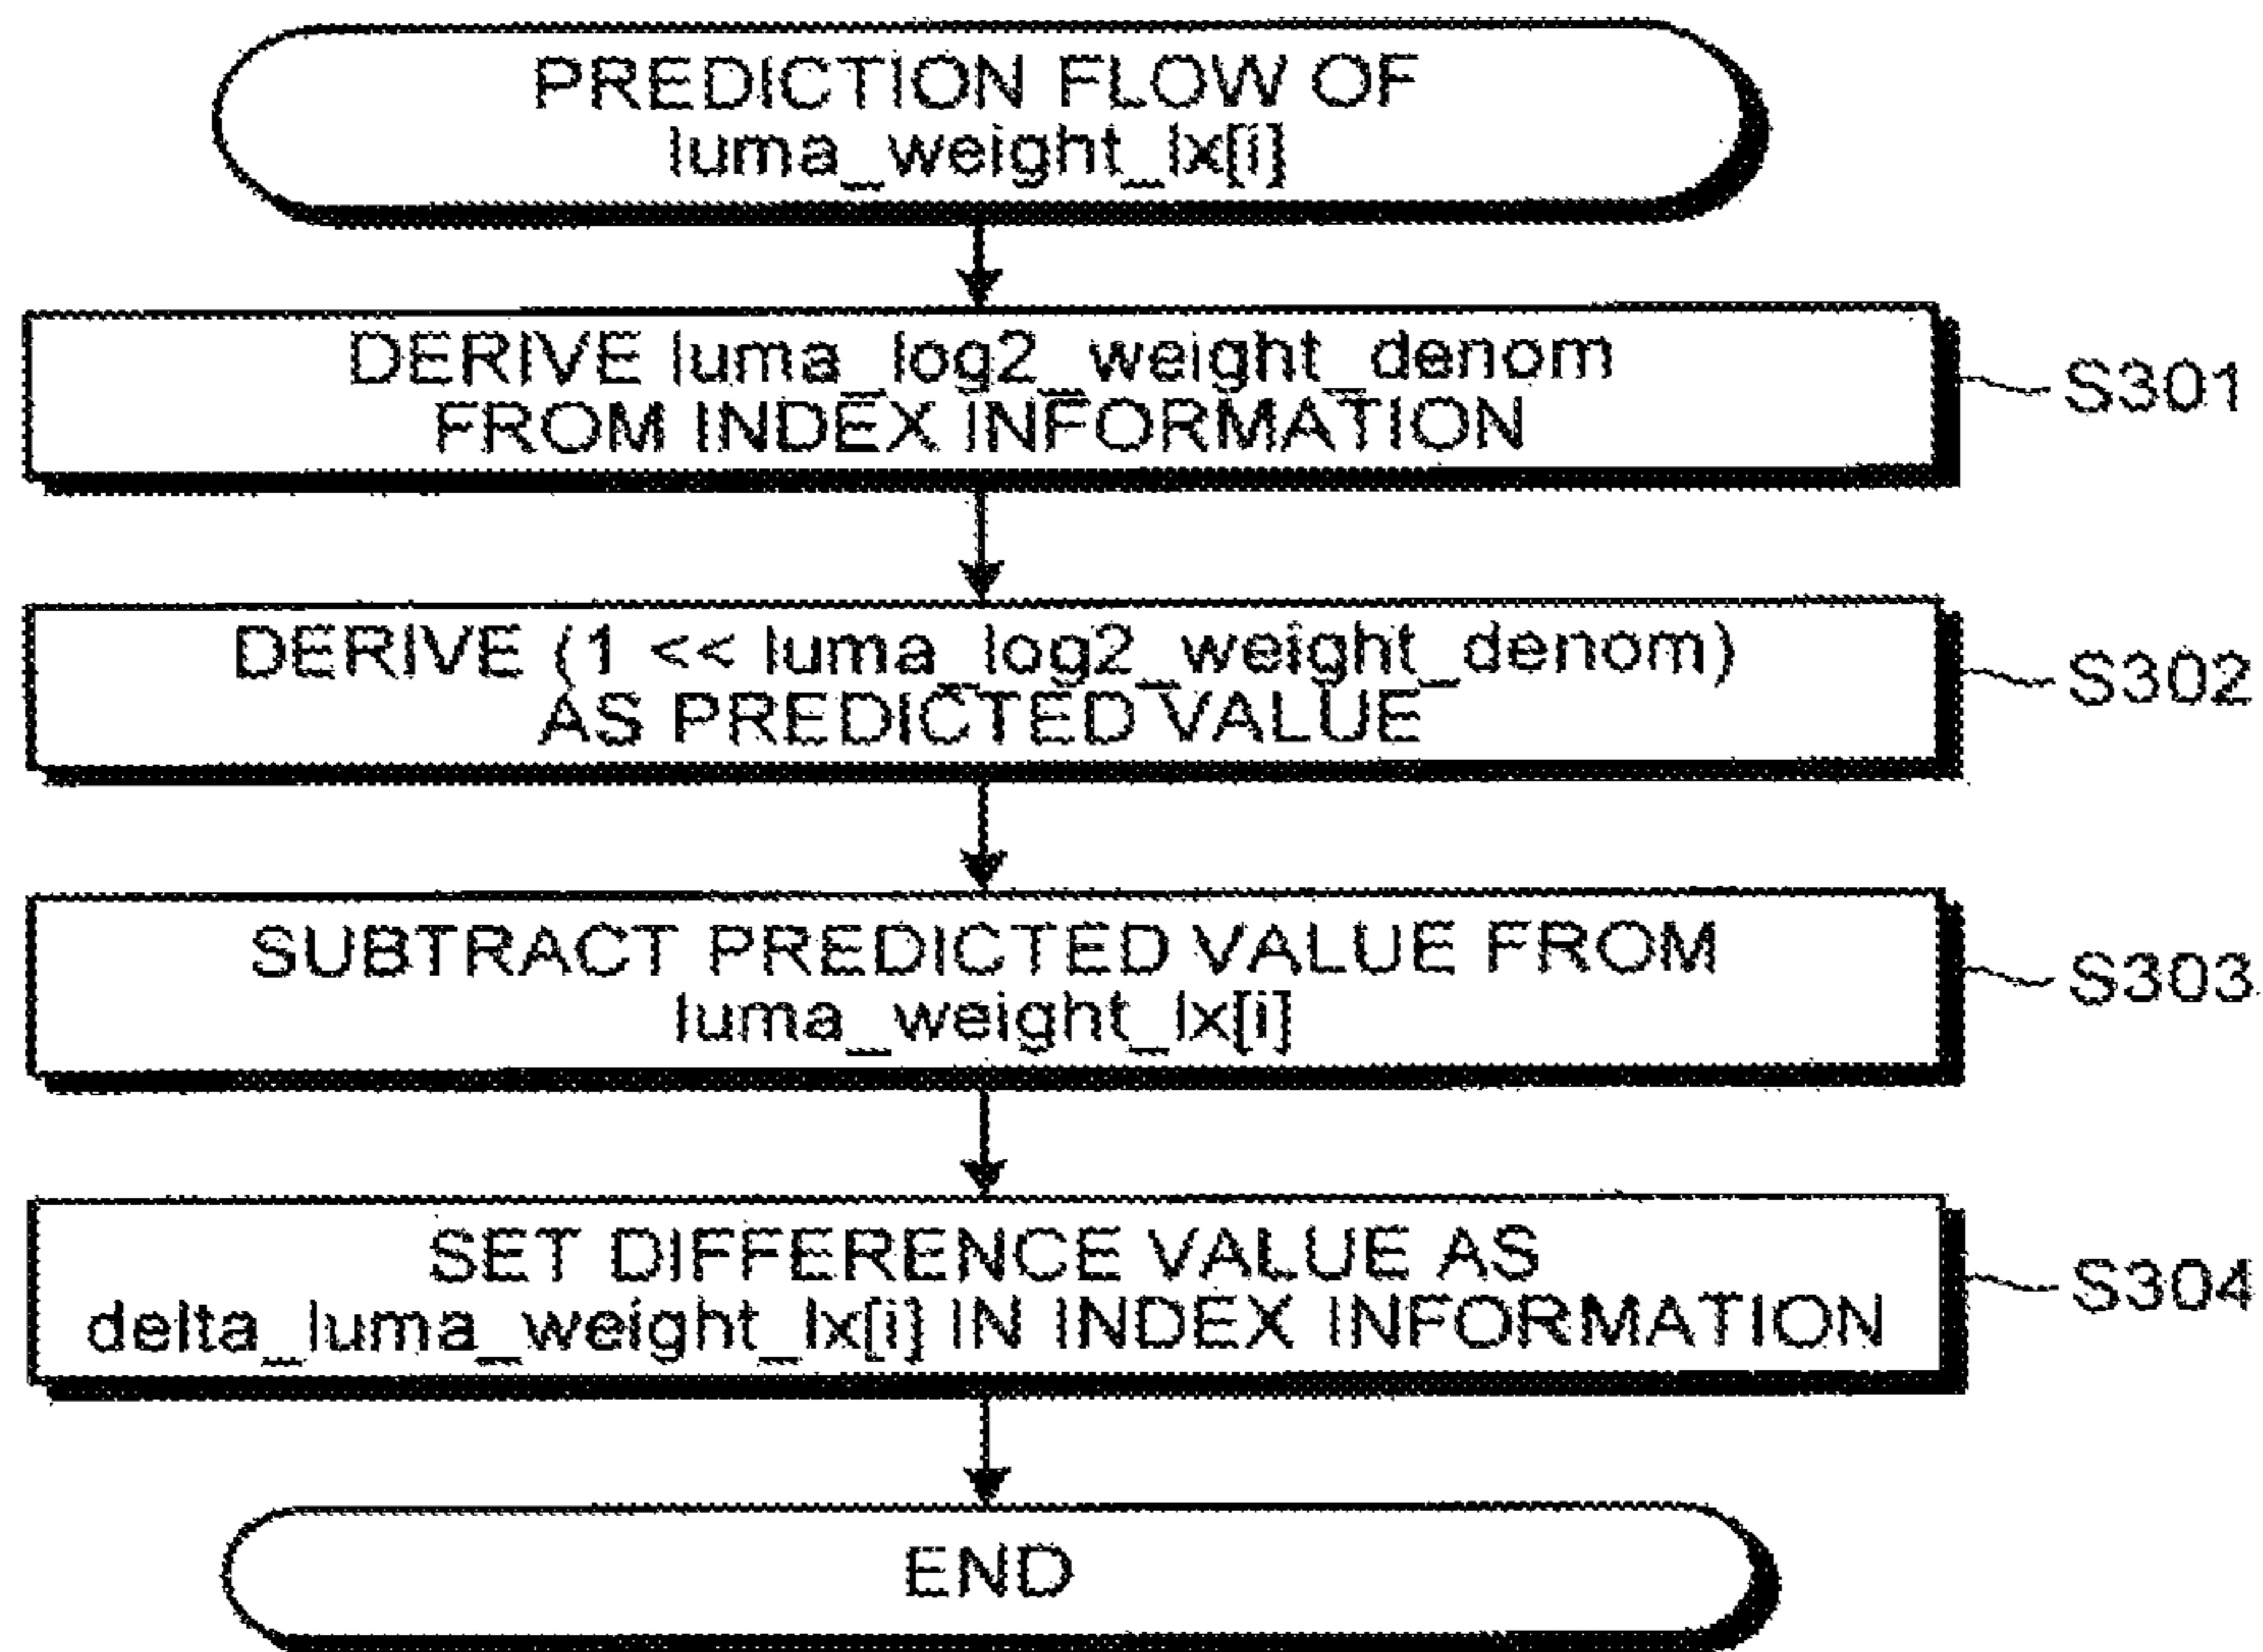 PREDICTION FLOW OF
luma_weight_lx[i]
DERIVE luma_log2_weight_denom
FROM INDEX INFORMATION
S301
DERIVE (1 << luma_log2_weight_denom)
AS PREDICTED VALUE
S302
SUBTRACT PREDICTED VALUE FROM
luma_weight_lx[i]
S303
SET DIFFERENCE VALUE AS
delta_luma_weight_lx[i] IN INDEX INFORMATION
S304
END